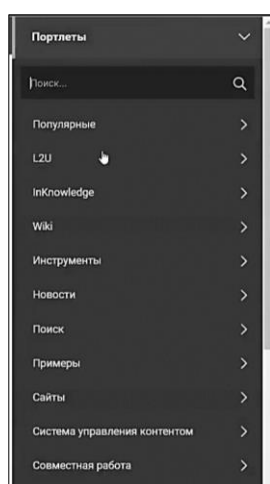 Портлеты
Поиск...
Популярные
L2U
InKnowledge
Wiki
Инструменты
Новости
Поиск
Примеры
Сайты
Система управления контентом
Совместная работа